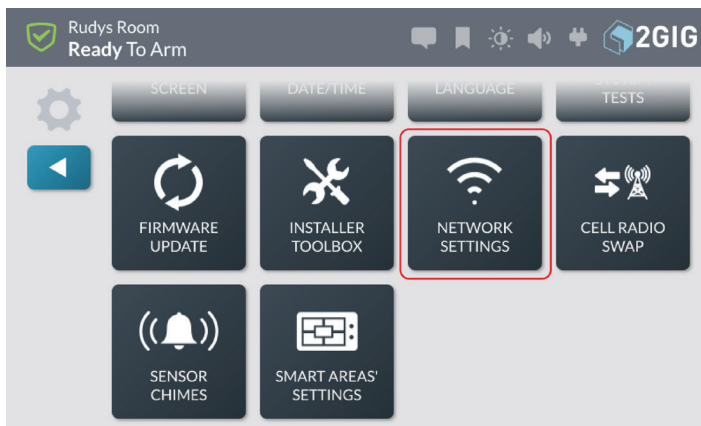 Rudys Room
Ready To Arm
2GIG
SCREEN
DATE/TIME
LANGUAGE
TESTS
FIRMWARE
UPDATE
INSTALLER
TOOLBOX
NETWORK
SETTINGS
CELL RADIO
SWAP
SENSOR
CHIMES
SMART AREAS'
SETTINGS